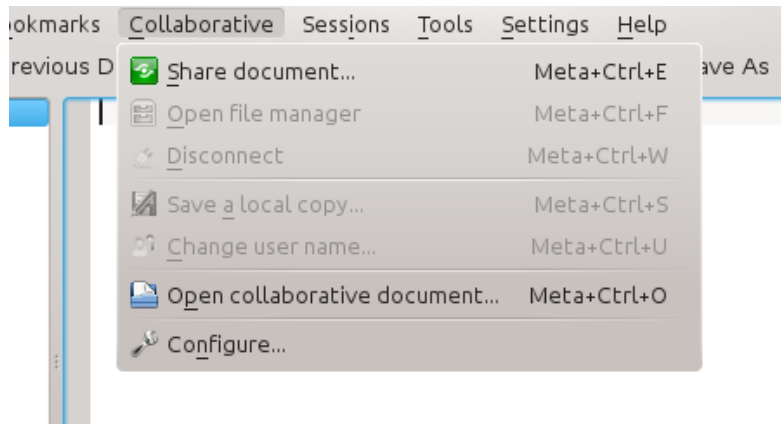 ookmarks Collaborative Sessions Tools Settings Help
revious D ave As
Share document... Meta+Ctrl+E
Open file manager Meta+Ctrl+F
Disconnect Meta+Ctrl+W
Save a local copy... Meta+Ctrl+S
Change user name... Meta+Ctrl+U
Open collaborative document... Meta+Ctrl+O
Configure...